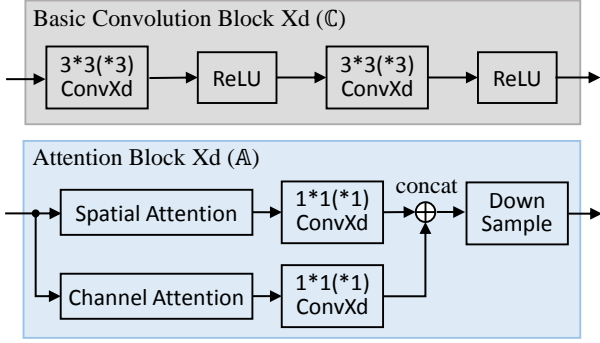 Basic Convolution Block Xd (ℂ)
3*3(*3)
ConvXd
ReLU
3*3(*3)
ConvXd
ReLU
Attention Block Xd (𝔸)
Spatial Attention
1*1(*1)
ConvXd
concat
Down
Sample
Channel Attention
1*1(*1)
ConvXd